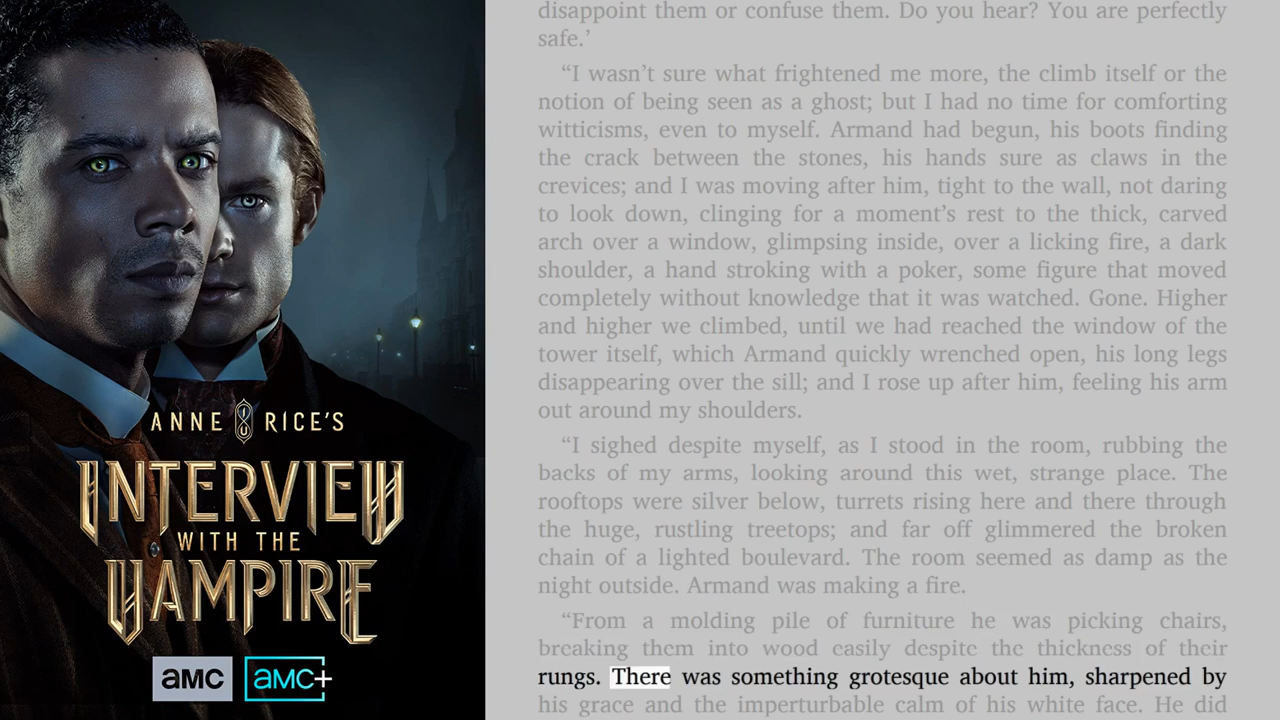 ANNE RICE'S
INTERVIEW
WITH THE
VAMPIRE
aMC
aMC+
disappoint them or confuse them. Do you hear? You are perfectly
safe.’
“I wasn’t sure what frightened me more, the climb itself or the
notion of being seen as a ghost; but I had no time for comforting
witticisms, even to myself. Armand had begun, his boots finding
the crack between the stones, his hands sure as claws in the
crevices; and I was moving after him, tight to the wall, not daring
to look down, clinging for a moment’s rest to the thick, carved
arch over a window, glimpsing inside, over a licking fire, a dark
shoulder, a hand stroking with a poker, some figure that moved
completely without knowledge that it was watched. Gone. Higher
and higher we climbed, until we had reached the window of the
tower itself, which Armand quickly wrenched open, his long legs
disappearing over the sill; and I rose up after him, feeling his arm
out around my shoulders.
“I sighed despite myself, as I stood in the room, rubbing the
backs of my arms, looking around this wet, strange place. The
rooftops were silver below, turrets rising here and there through
the huge, rustling treetops; and far off glimmered the broken
chain of a lighted boulevard. The room seemed as damp as the
night outside. Armand was making a fire.
“From a molding pile of furniture he was picking chairs,
breaking them into wood easily despite the thickness of their
rungs. There was something grotesque about him, sharpened by
his grace and the imperturbable calm of his white face. He did